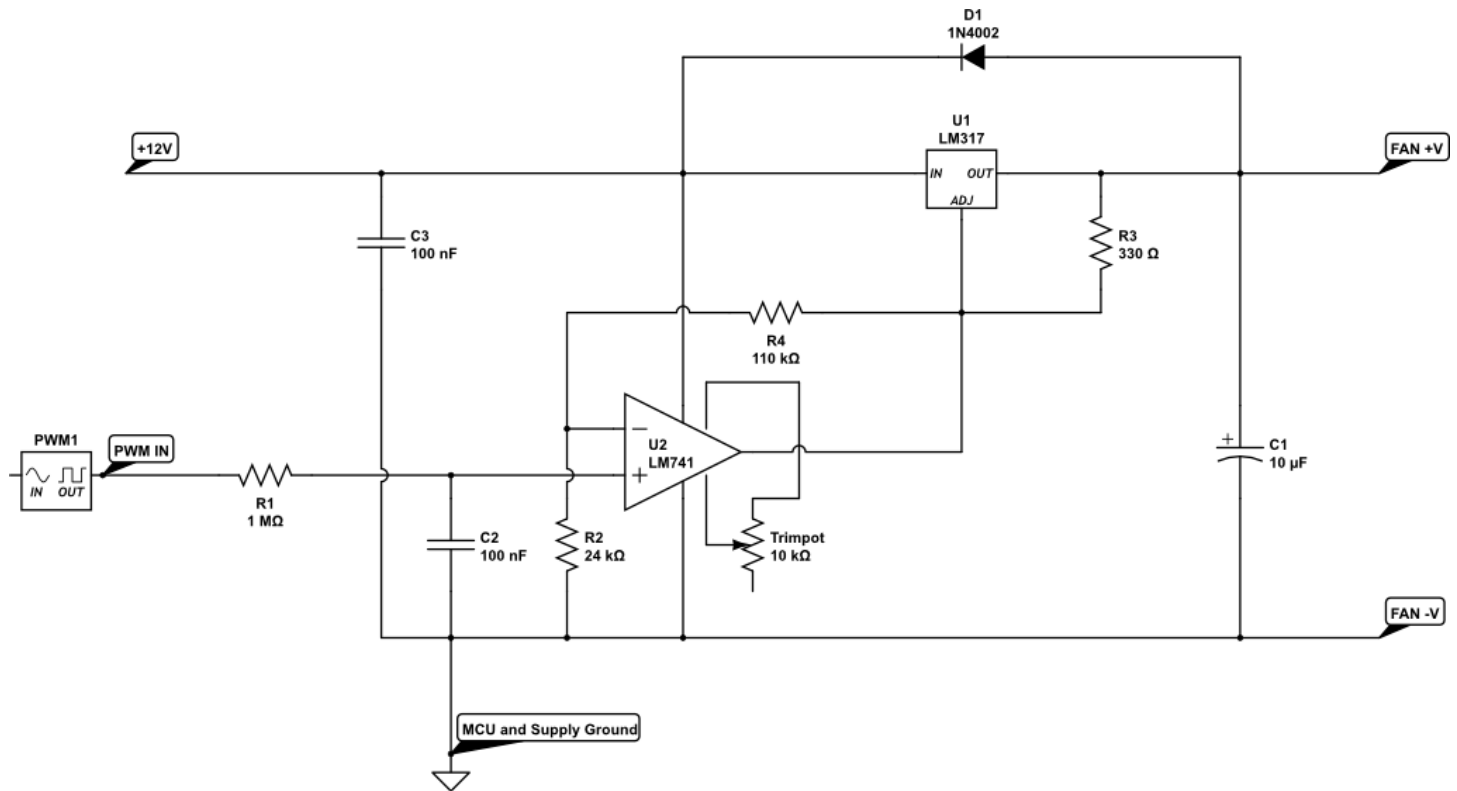 D1
1N4002
U1
LM317
+12V
FAN +V
IN OUT
ADJ
C3
100 nF
R3
330 Ω
R4
110 kΩ
PWM1
PWM IN
IN OUT
R1
1 MΩ
−
U2
LM741
+
+
C1
10 µF
C2
100 nF
R2
24 kΩ
Trimpot
10 kΩ
FAN -V
MCU and Supply Ground